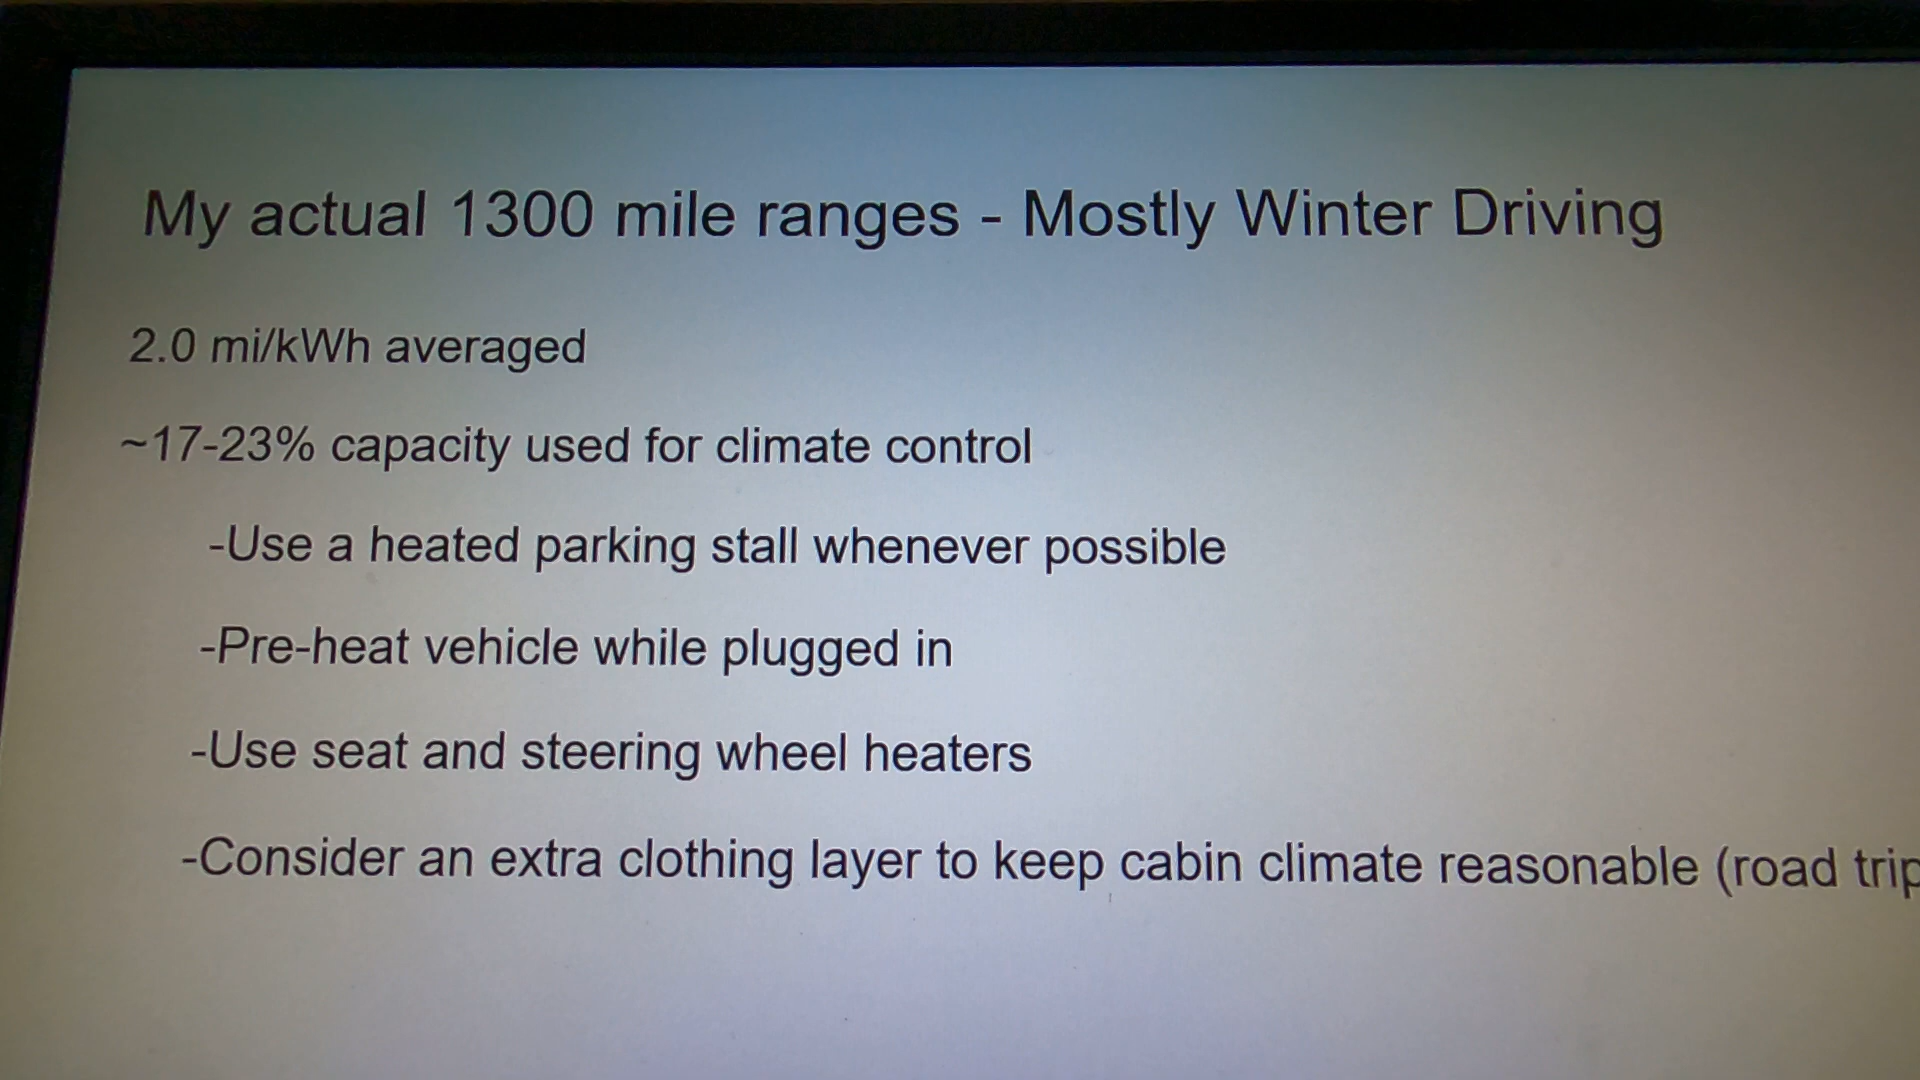 My actual 1300 mile ranges - Mostly Winter Driving
2.0 mi/kWh averaged
~17-23% capacity used for climate control
-Use a heated parking stall whenever possible
-Pre-heat vehicle while plugged in
-Use seat and steering wheel heaters
-Consider an extra clothing layer to keep cabin climate reasonable (road trip